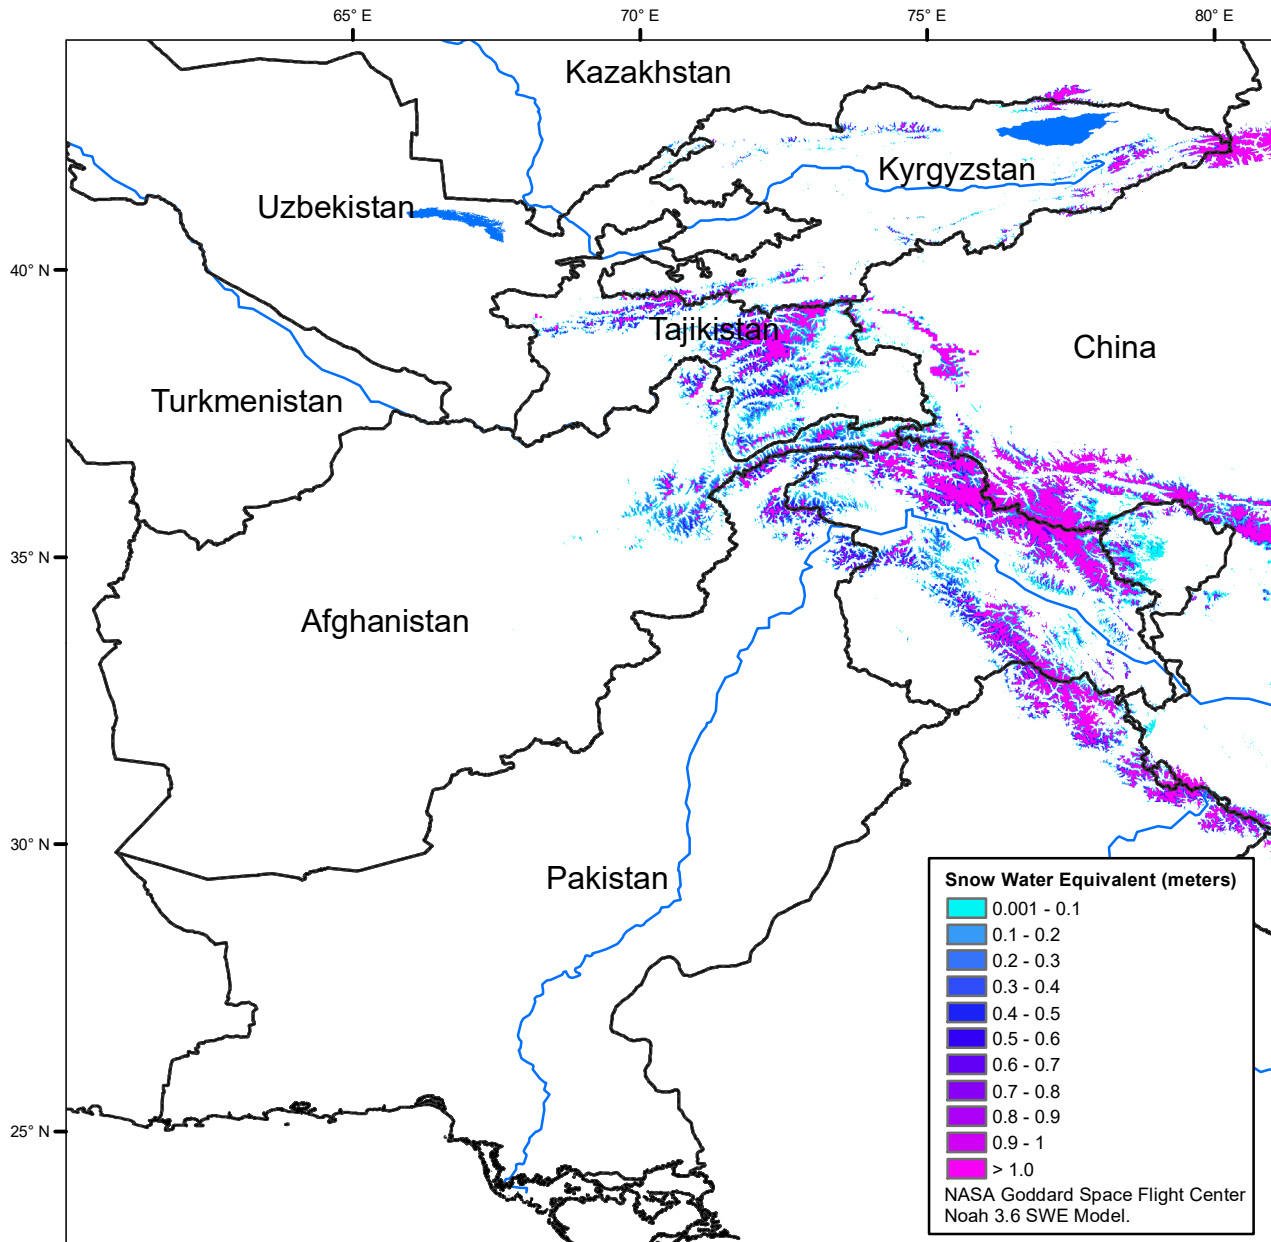 65° E
70° E
75° E
80° E
Kazakhstan
Kyrgyzstan
Uzbekistan
40° N
Tajikistan
China
Turkmenistan
35° N
Afghanistan
30° N
Pakistan
25° N
Snow Water Equivalent (meters)
0.001 - 0.1
0.1 - 0.2
0.2 - 0.3
0.3 - 0.4
0.4 - 0.5
0.5 - 0.6
0.6 - 0.7
0.7 - 0.8
0.8 - 0.9
0.9 - 1
> 1.0
NASA Goddard Space Flight Center
Noah 3.6 SWE Model.